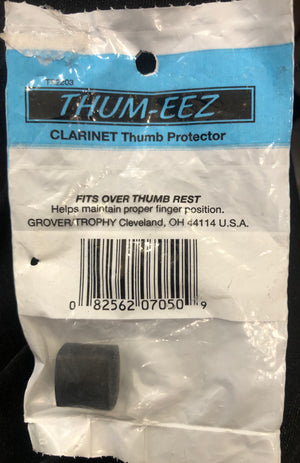 THUM-EEZ
CLARINET Thumb Protector
FITS OVER THUMB REST
Helps maintain proper finger position.
GROVER/TROPHY Cleveland, OH 44114 U.S.A.
0 82562 07050 9